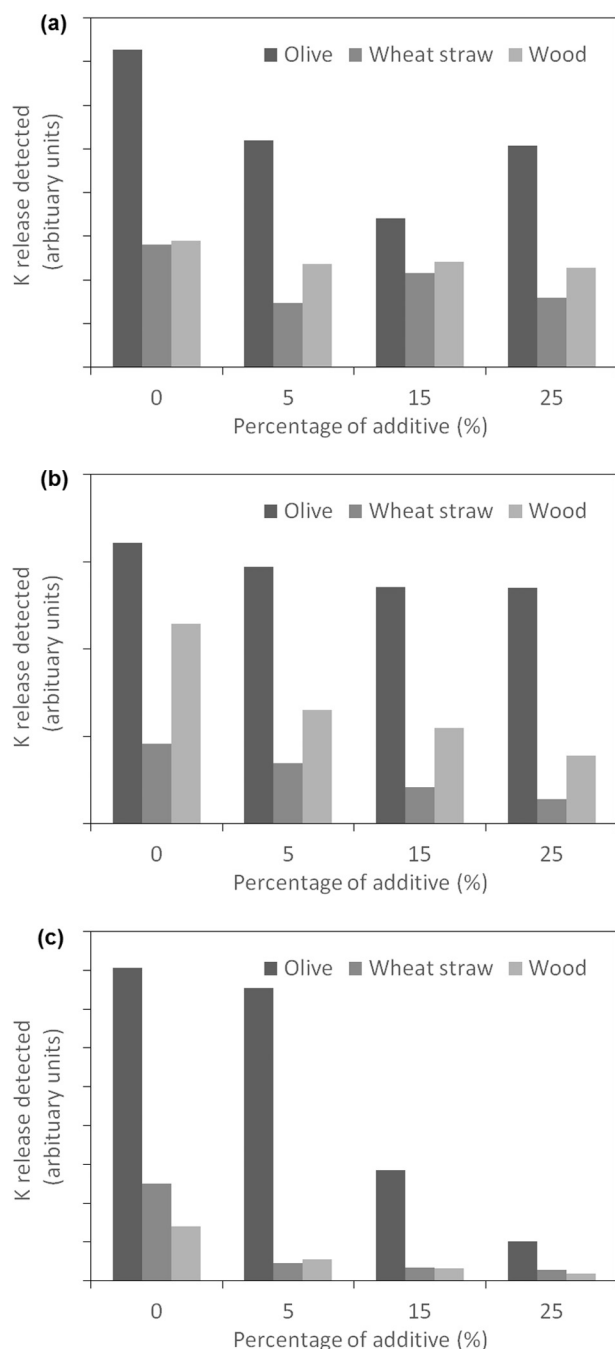 (a)
Olive Wheat straw Wood
K release detected
(arbituary units)
0 5 15 25
Percentage of additive (%)
(b)
Olive Wheat straw Wood
K release detected
(arbituary units)
0 5 15 25
Percentage of additive (%)
(c)
Olive Wheat straw Wood
K release detected
(arbituary units)
0 5 15 25
Percentage of additive (%)